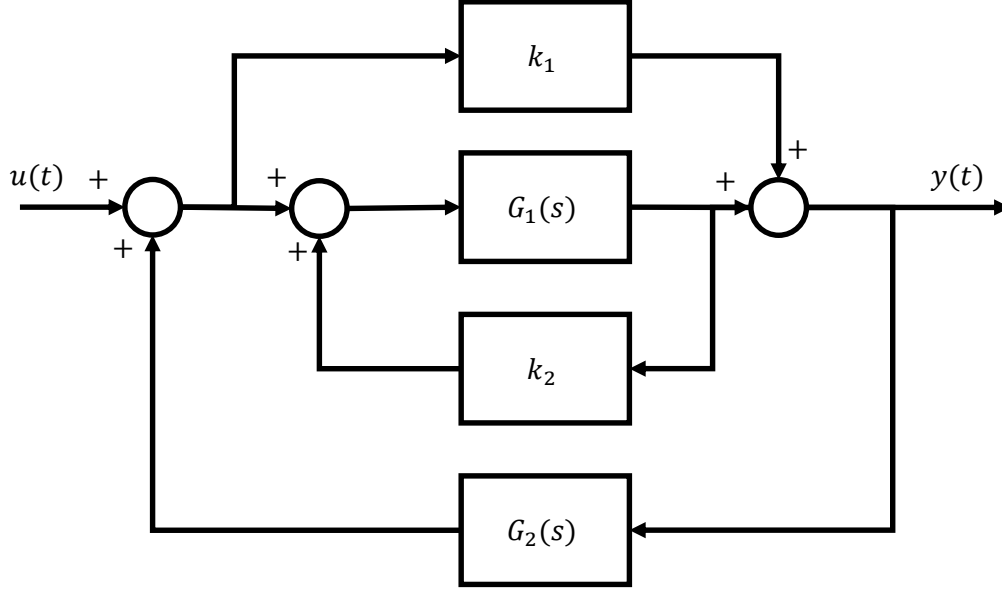 k₁
+
u(t)
+
+
G₁(s)
+
y(t)
+
+
k₂
G₂(s)